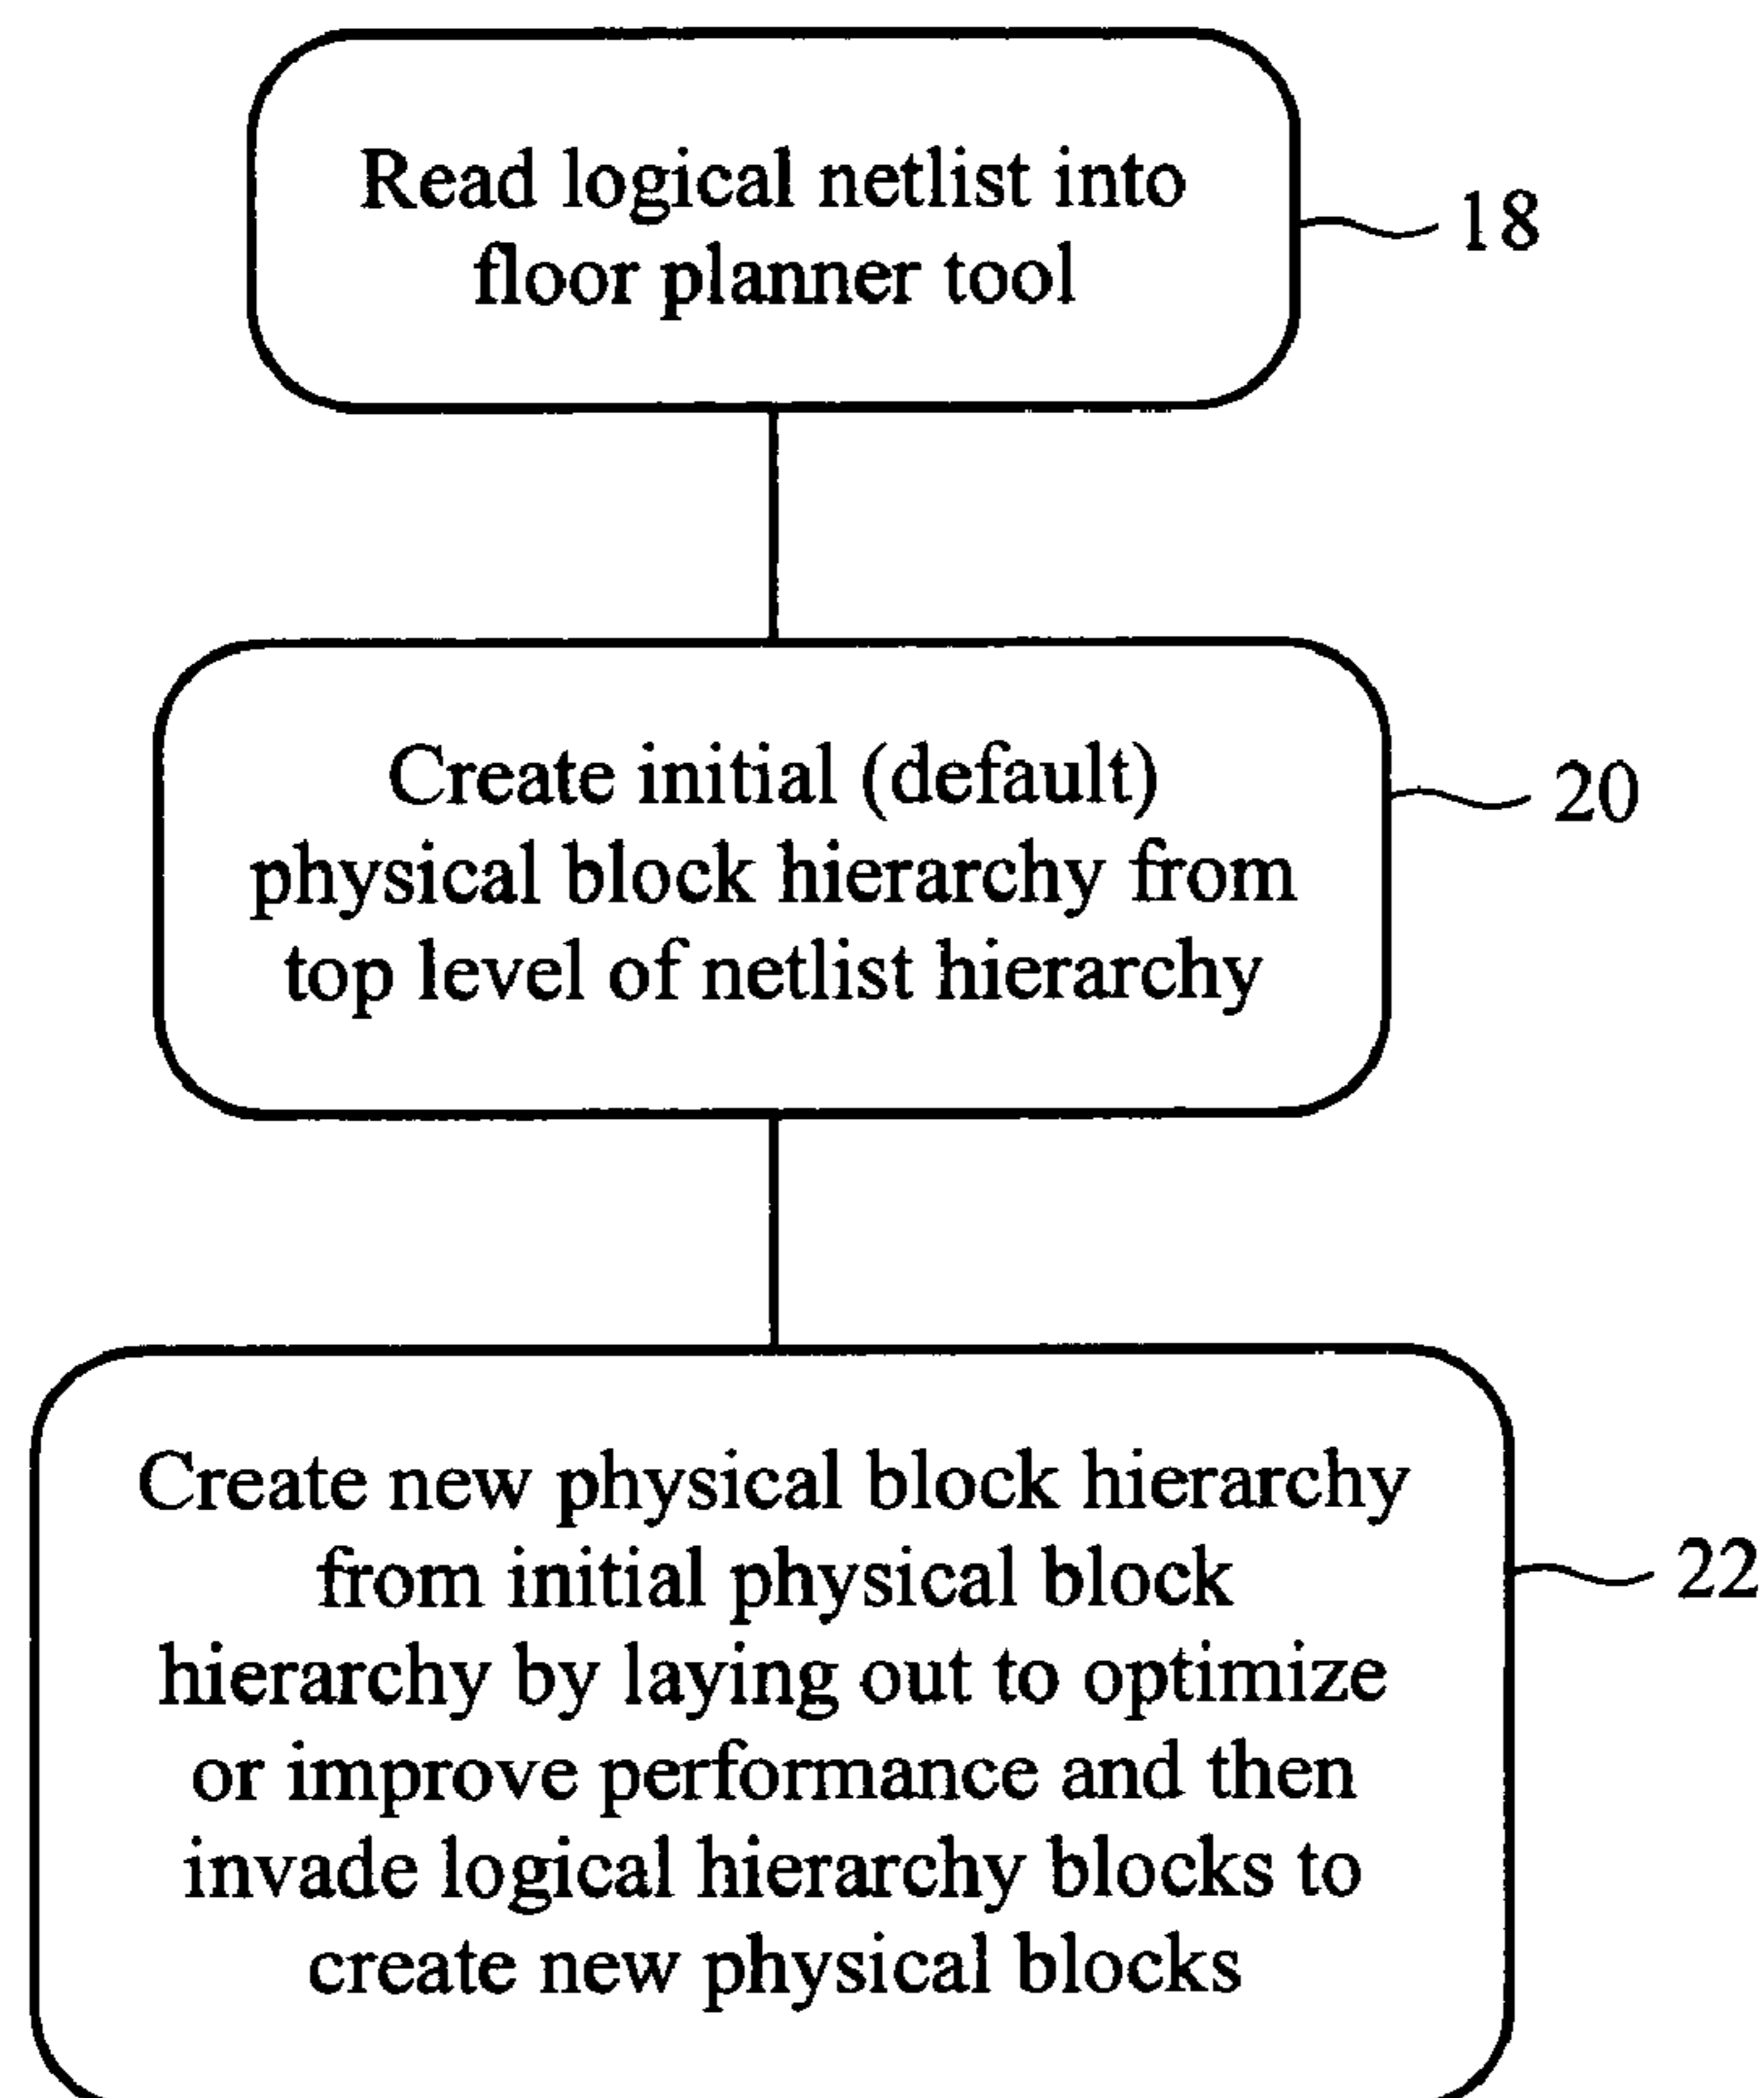 Read logical netlist into
floor planner tool
18
Create initial (default)
physical block hierarchy from
top level of netlist hierarchy
20
Create new physical block hierarchy
from initial physical block
hierarchy by laying out to optimize
or improve performance and then
invade logical hierarchy blocks to
create new physical blocks
22